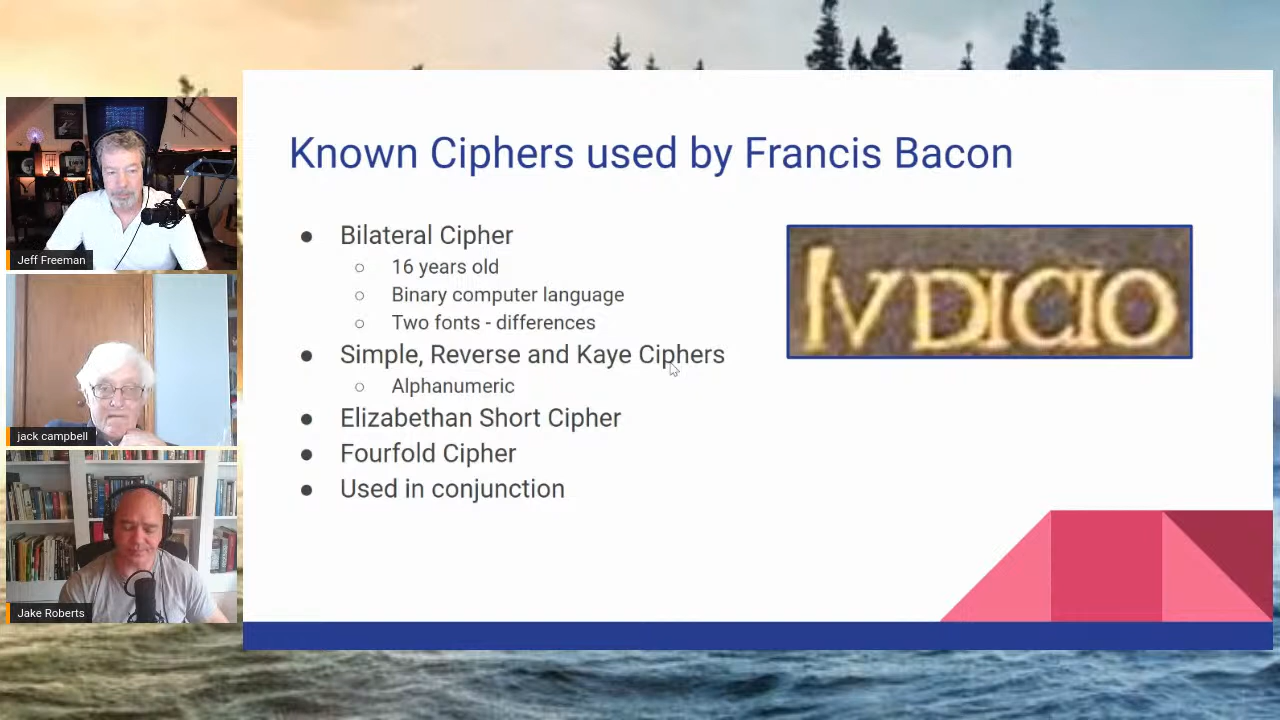 Known Ciphers used by Francis Bacon
Bilateral Cipher
16 years old
Binary computer language
Two fonts - differences
Simple, Reverse and Kaye Ciphers
Alphanumeric
Elizabethan Short Cipher
Fourfold Cipher
Used in conjunction
IVDICIO
Jeff Freeman
jack campbell
Jake Roberts